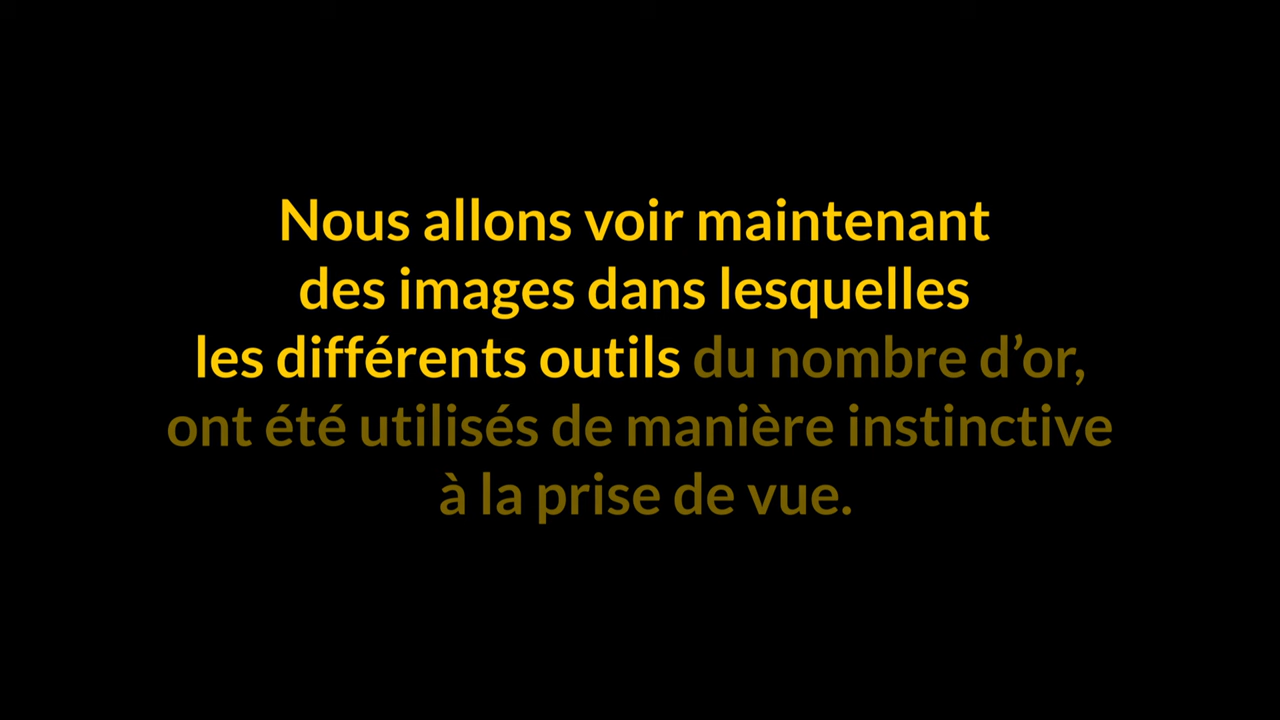 Nous allons voir maintenant
des images dans lesquelles
les différents outils du nombre d’or,
ont été utilisés de manière instinctive
à la prise de vue.